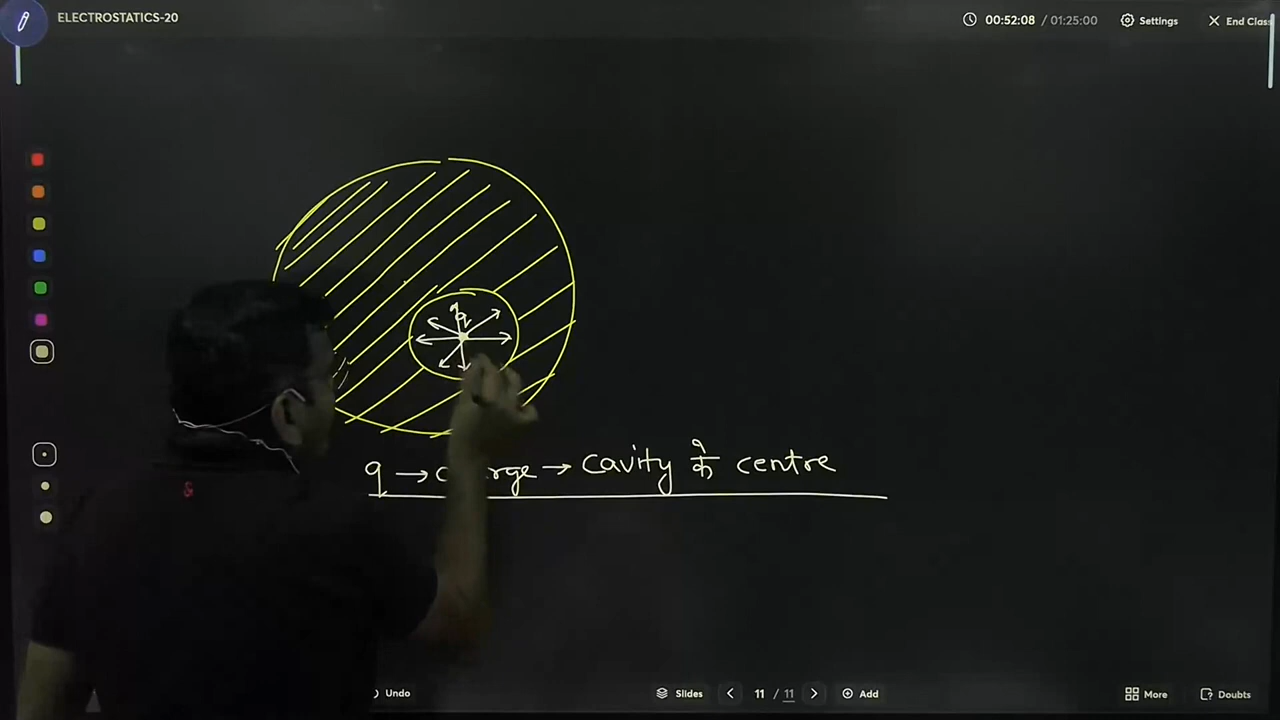 ELECTROSTATICS-20
00:52:08 / 01:25:00
Settings
End Class
q
q → charge → cavity के centre
Undo
Slides
11 / 11
Add
More
Doubts